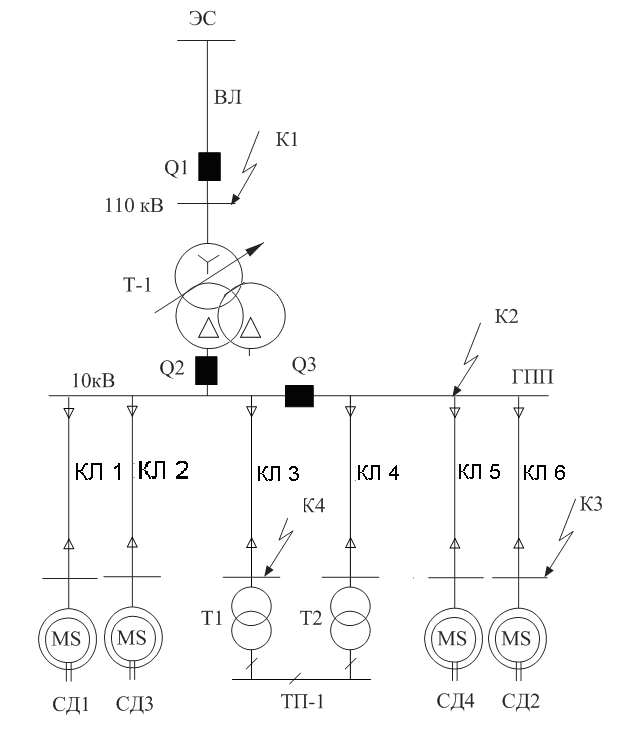 ЭС
ВЛ
К1
Q1
110 кВ
Т-1
К2
Q2
Q3
10кВ
ГПП
КЛ 1
КЛ 2
КЛ 3
КЛ 4
КЛ 5
КЛ 6
К4
К3
Т1
Т2
MS
MS
MS
MS
СД1
СД3
ТП-1
СД4
СД2